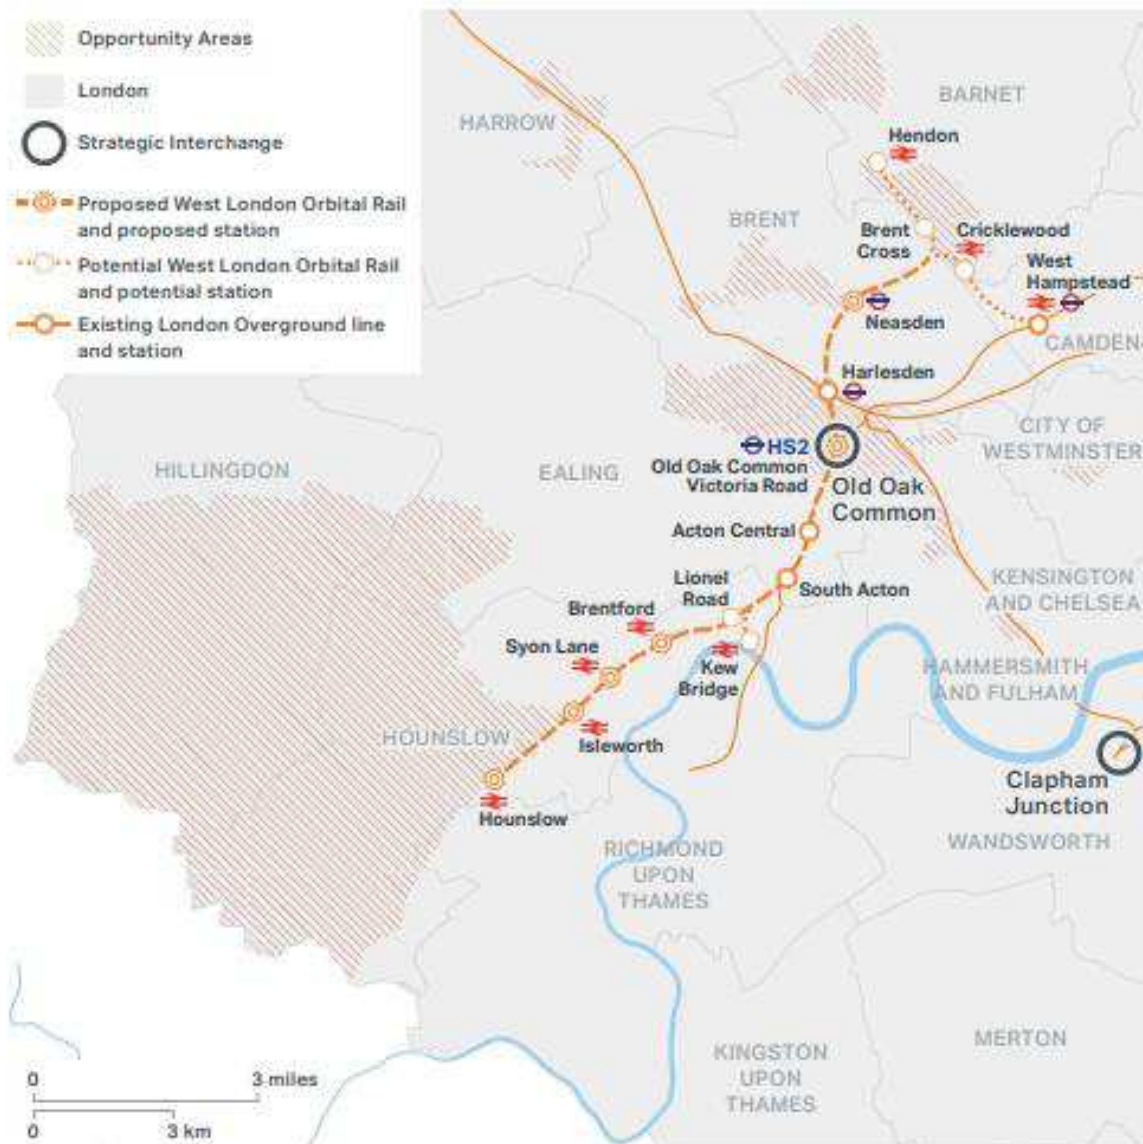 Opportunity Areas
London
Strategic Interchange
Proposed West London Orbital Rail
and proposed station
Potential West London Orbital Rail
and potential station
Existing London Overground line
and station
HARROW
BARNET
Hendon
BRENT
Brent
Cross
Cricklewood
West
Hampstead
Neasden
CAMDEN
Harlesden
CITY OF
WESTMINSTER
HILLINGDON
EALING
HS2
Old Oak Common
Victoria Road
Old Oak
Common
Acton Central
Lionel
Road
South Acton
KENSINGTON
AND CHELSEA
Brentford
Syon Lane
Kew
Bridge
HAMMERSMITH
AND FULHAM
HOUNSLOW
Isleworth
Hounslow
Clapham
Junction
WANDSWORTH
RICHMOND
UPON
THAMES
MERTON
KINGSTON
UPON
THAMES
0 3 miles
0 3 km